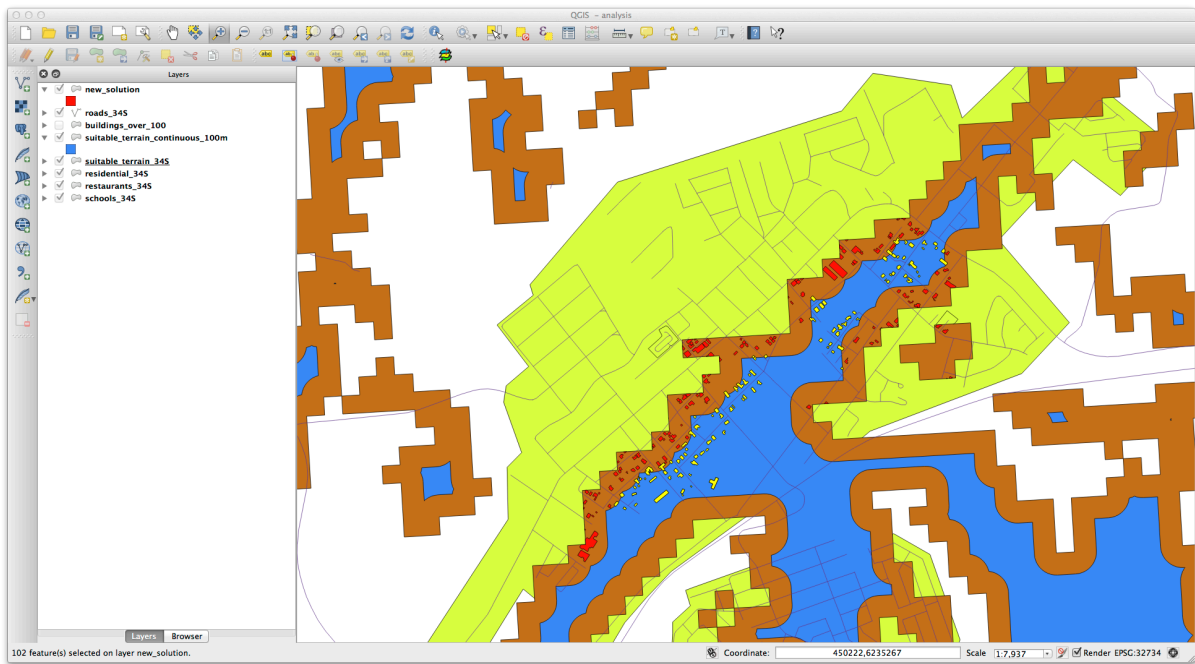 QGIS - analysis
Layers
new_solution
roads_34S
buildings_over_100
suitable_terrain_continuous_100m
suitable_terrain_34S
residential_34S
restaurants_34S
schools_34S
Layers Browser
102 feature(s) selected on layer new_solution.
Coordinate: 450222,6235267
Scale 1:7,937
Render EPSG:32734